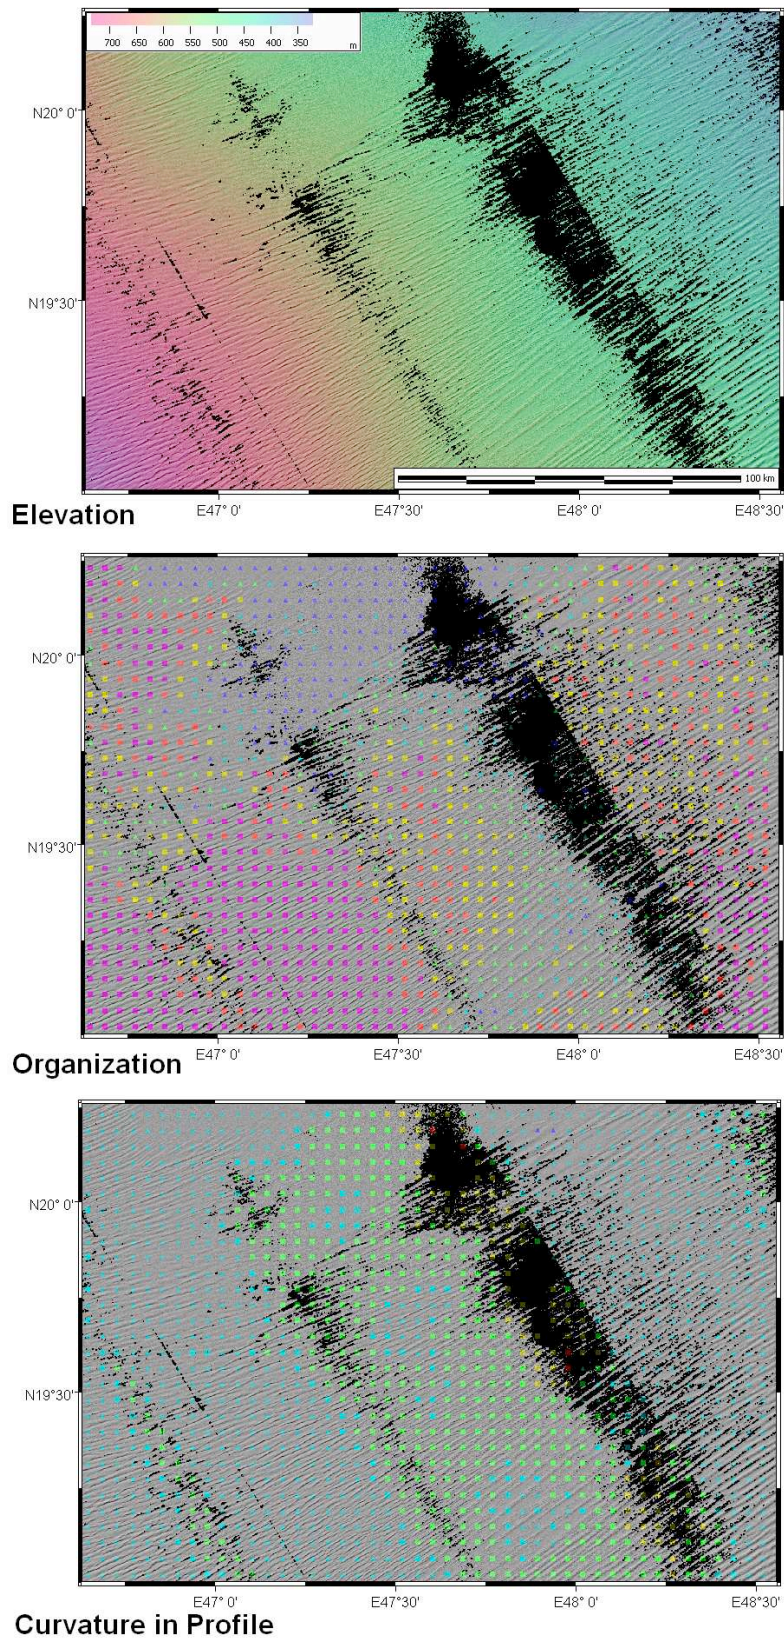 700 650 600 550 500 450 400 350 m
N20° 0'
N19°30'
100 km
E47° 0' E47°30' E48° 0' E48°30'
Elevation
N20° 0'
N19°30'
E47° 0' E47°30' E48° 0' E48°30'
Organization
N20° 0'
N19°30'
E47° 0' E47°30' E48° 0' E48°30'
Curvature in Profile